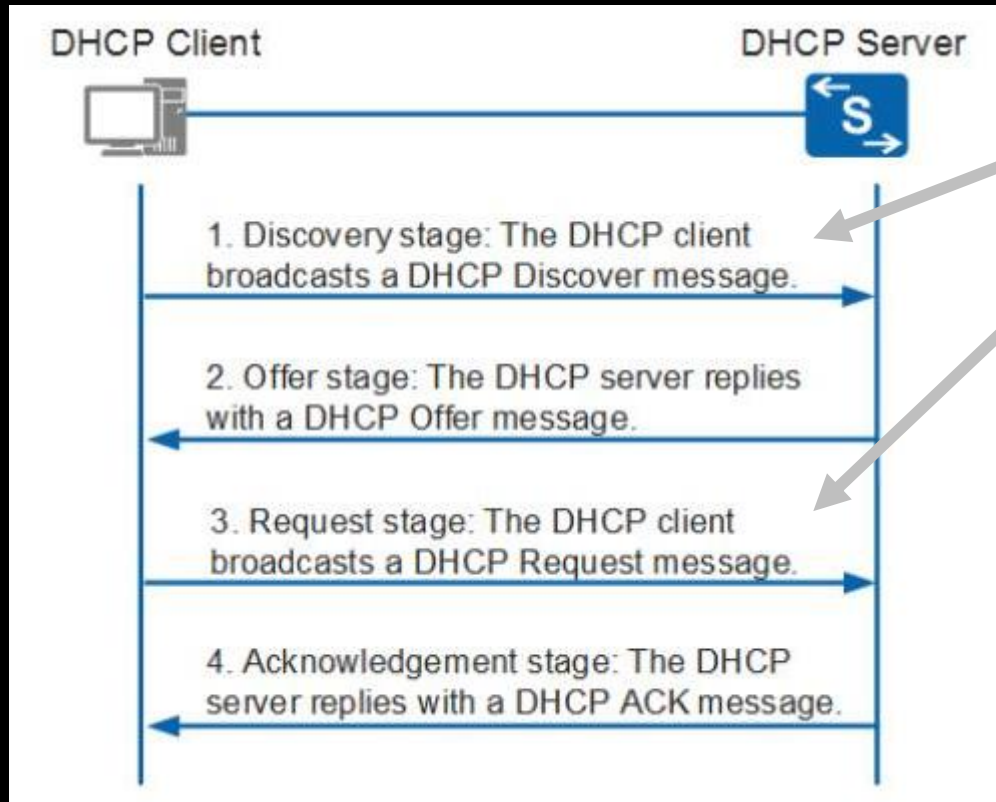 DHCP Client
DHCP Server
S
1. Discovery stage: The DHCP client
broadcasts a DHCP Discover message.
2. Offer stage: The DHCP server replies
with a DHCP Offer message.
3. Request stage: The DHCP client
broadcasts a DHCP Request message.
4. Acknowledgement stage: The DHCP
server replies with a DHCP ACK message.